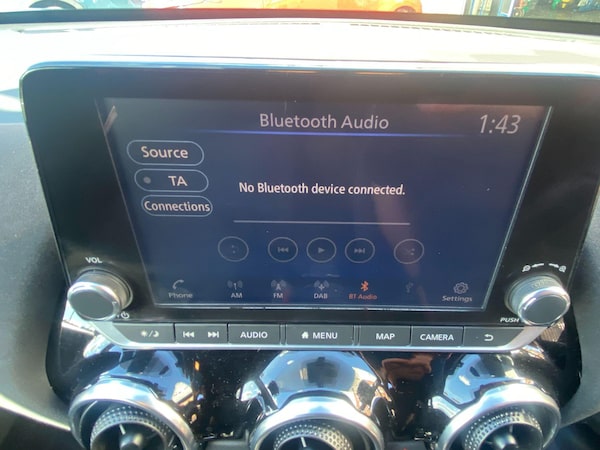 Bluetooth Audio
1:43
Source
TA
No Bluetooth device connected.
Connections
VOL
Phone
AM
FM
DAB
BT Audio
Settings
PUSH
AUDIO
MENU
MAP
CAMERA